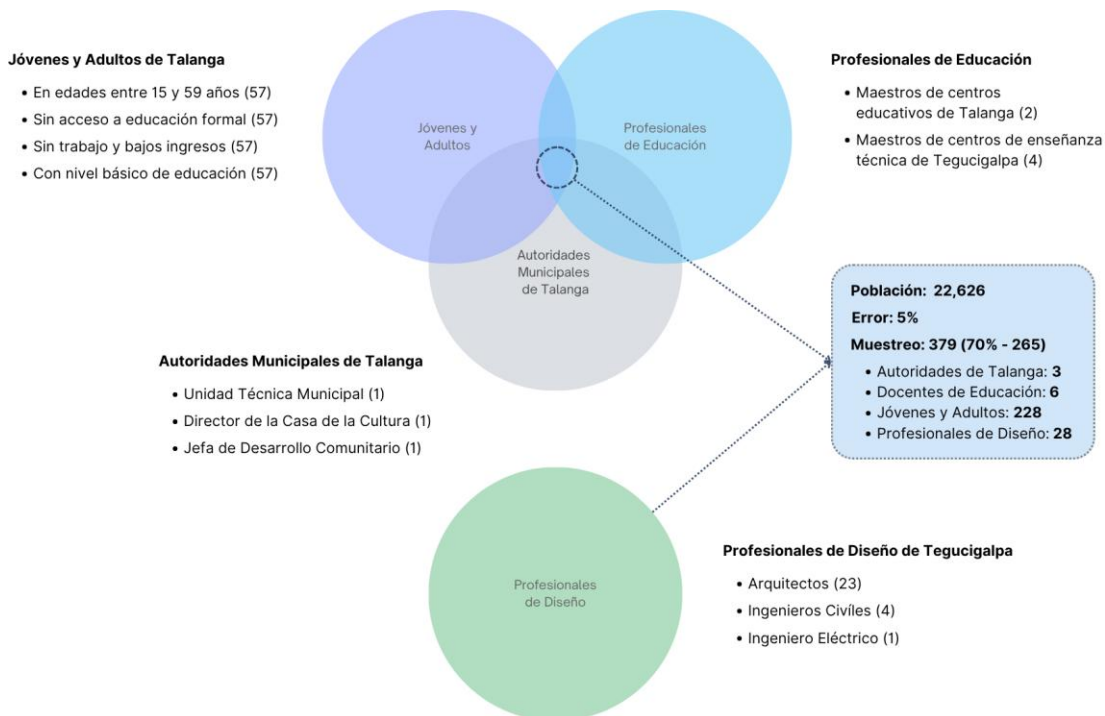 Jóvenes y Adultos de Talanga
• En edades entre 15 y 59 años (57)
• Sin acceso a educación formal (57)
• Sin trabajo y bajos ingresos (57)
• Con nivel básico de educación (57)
Jóvenes y
Adultos
Profesionales
de Educación
Profesionales de Educación
• Maestros de centros
educativos de Talanga (2)
• Maestros de centros de enseñanza
técnica de Tegucigalpa (4)
Autoridades
Municipales
de Talanga
Población: 22,626
Error: 5%
Muestreo: 379 (70% - 265)
• Autoridades de Talanga: 3
• Docentes de Educación: 6
• Jóvenes y Adultos: 228
• Profesionales de Diseño: 28
Autoridades Municipales de Talanga
• Unidad Técnica Municipal (1)
• Director de la Casa de la Cultura (1)
• Jefa de Desarrollo Comunitario (1)
Profesionales
de Diseño
Profesionales de Diseño de Tegucigalpa
• Arquitectos (23)
• Ingenieros Civíles (4)
• Ingeniero Eléctrico (1)